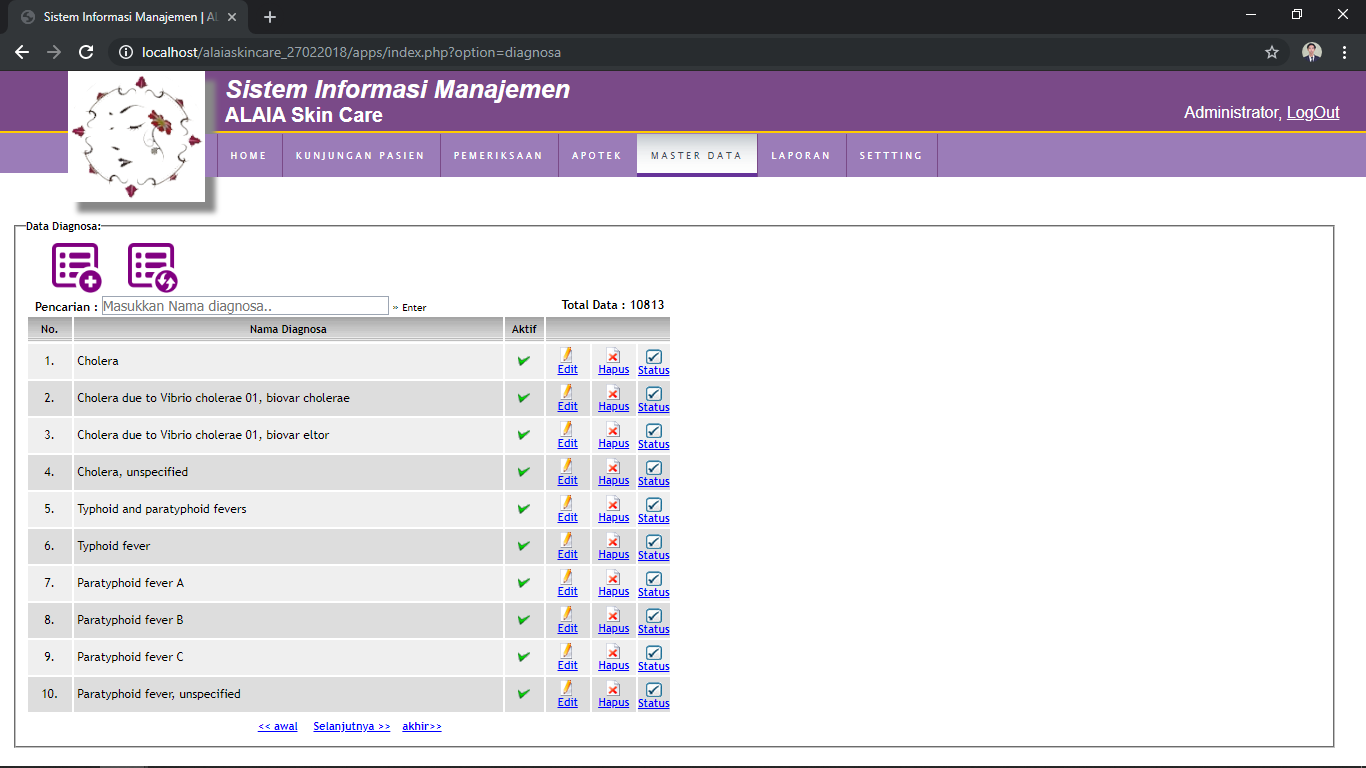 Sistem Informasi Manajemen | AL
localhost/alaiaskincare_27022018/apps/index.php?option=diagnosa
Sistem Informasi Manajemen
ALAIA Skin Care
Administrator, LogOut
HOME KUNJUNGAN PASIEN PEMERIKSAAN APOTEK MASTER DATA LAPORAN SETTTING
Data Diagnosa:
Pencarian : Masukkan Nama diagnosa.. » Enter Total Data : 10813
No. Nama Diagnosa Aktif
1. Cholera Edit Hapus Status
2. Cholera due to Vibrio cholerae 01, biovar cholerae Edit Hapus Status
3. Cholera due to Vibrio cholerae 01, biovar eltor Edit Hapus Status
4. Cholera, unspecified Edit Hapus Status
5. Typhoid and paratyphoid fevers Edit Hapus Status
6. Typhoid fever Edit Hapus Status
7. Paratyphoid fever A Edit Hapus Status
8. Paratyphoid fever B Edit Hapus Status
9. Paratyphoid fever C Edit Hapus Status
10. Paratyphoid fever, unspecified Edit Hapus Status
<< awal Selanjutnya >> akhir>>